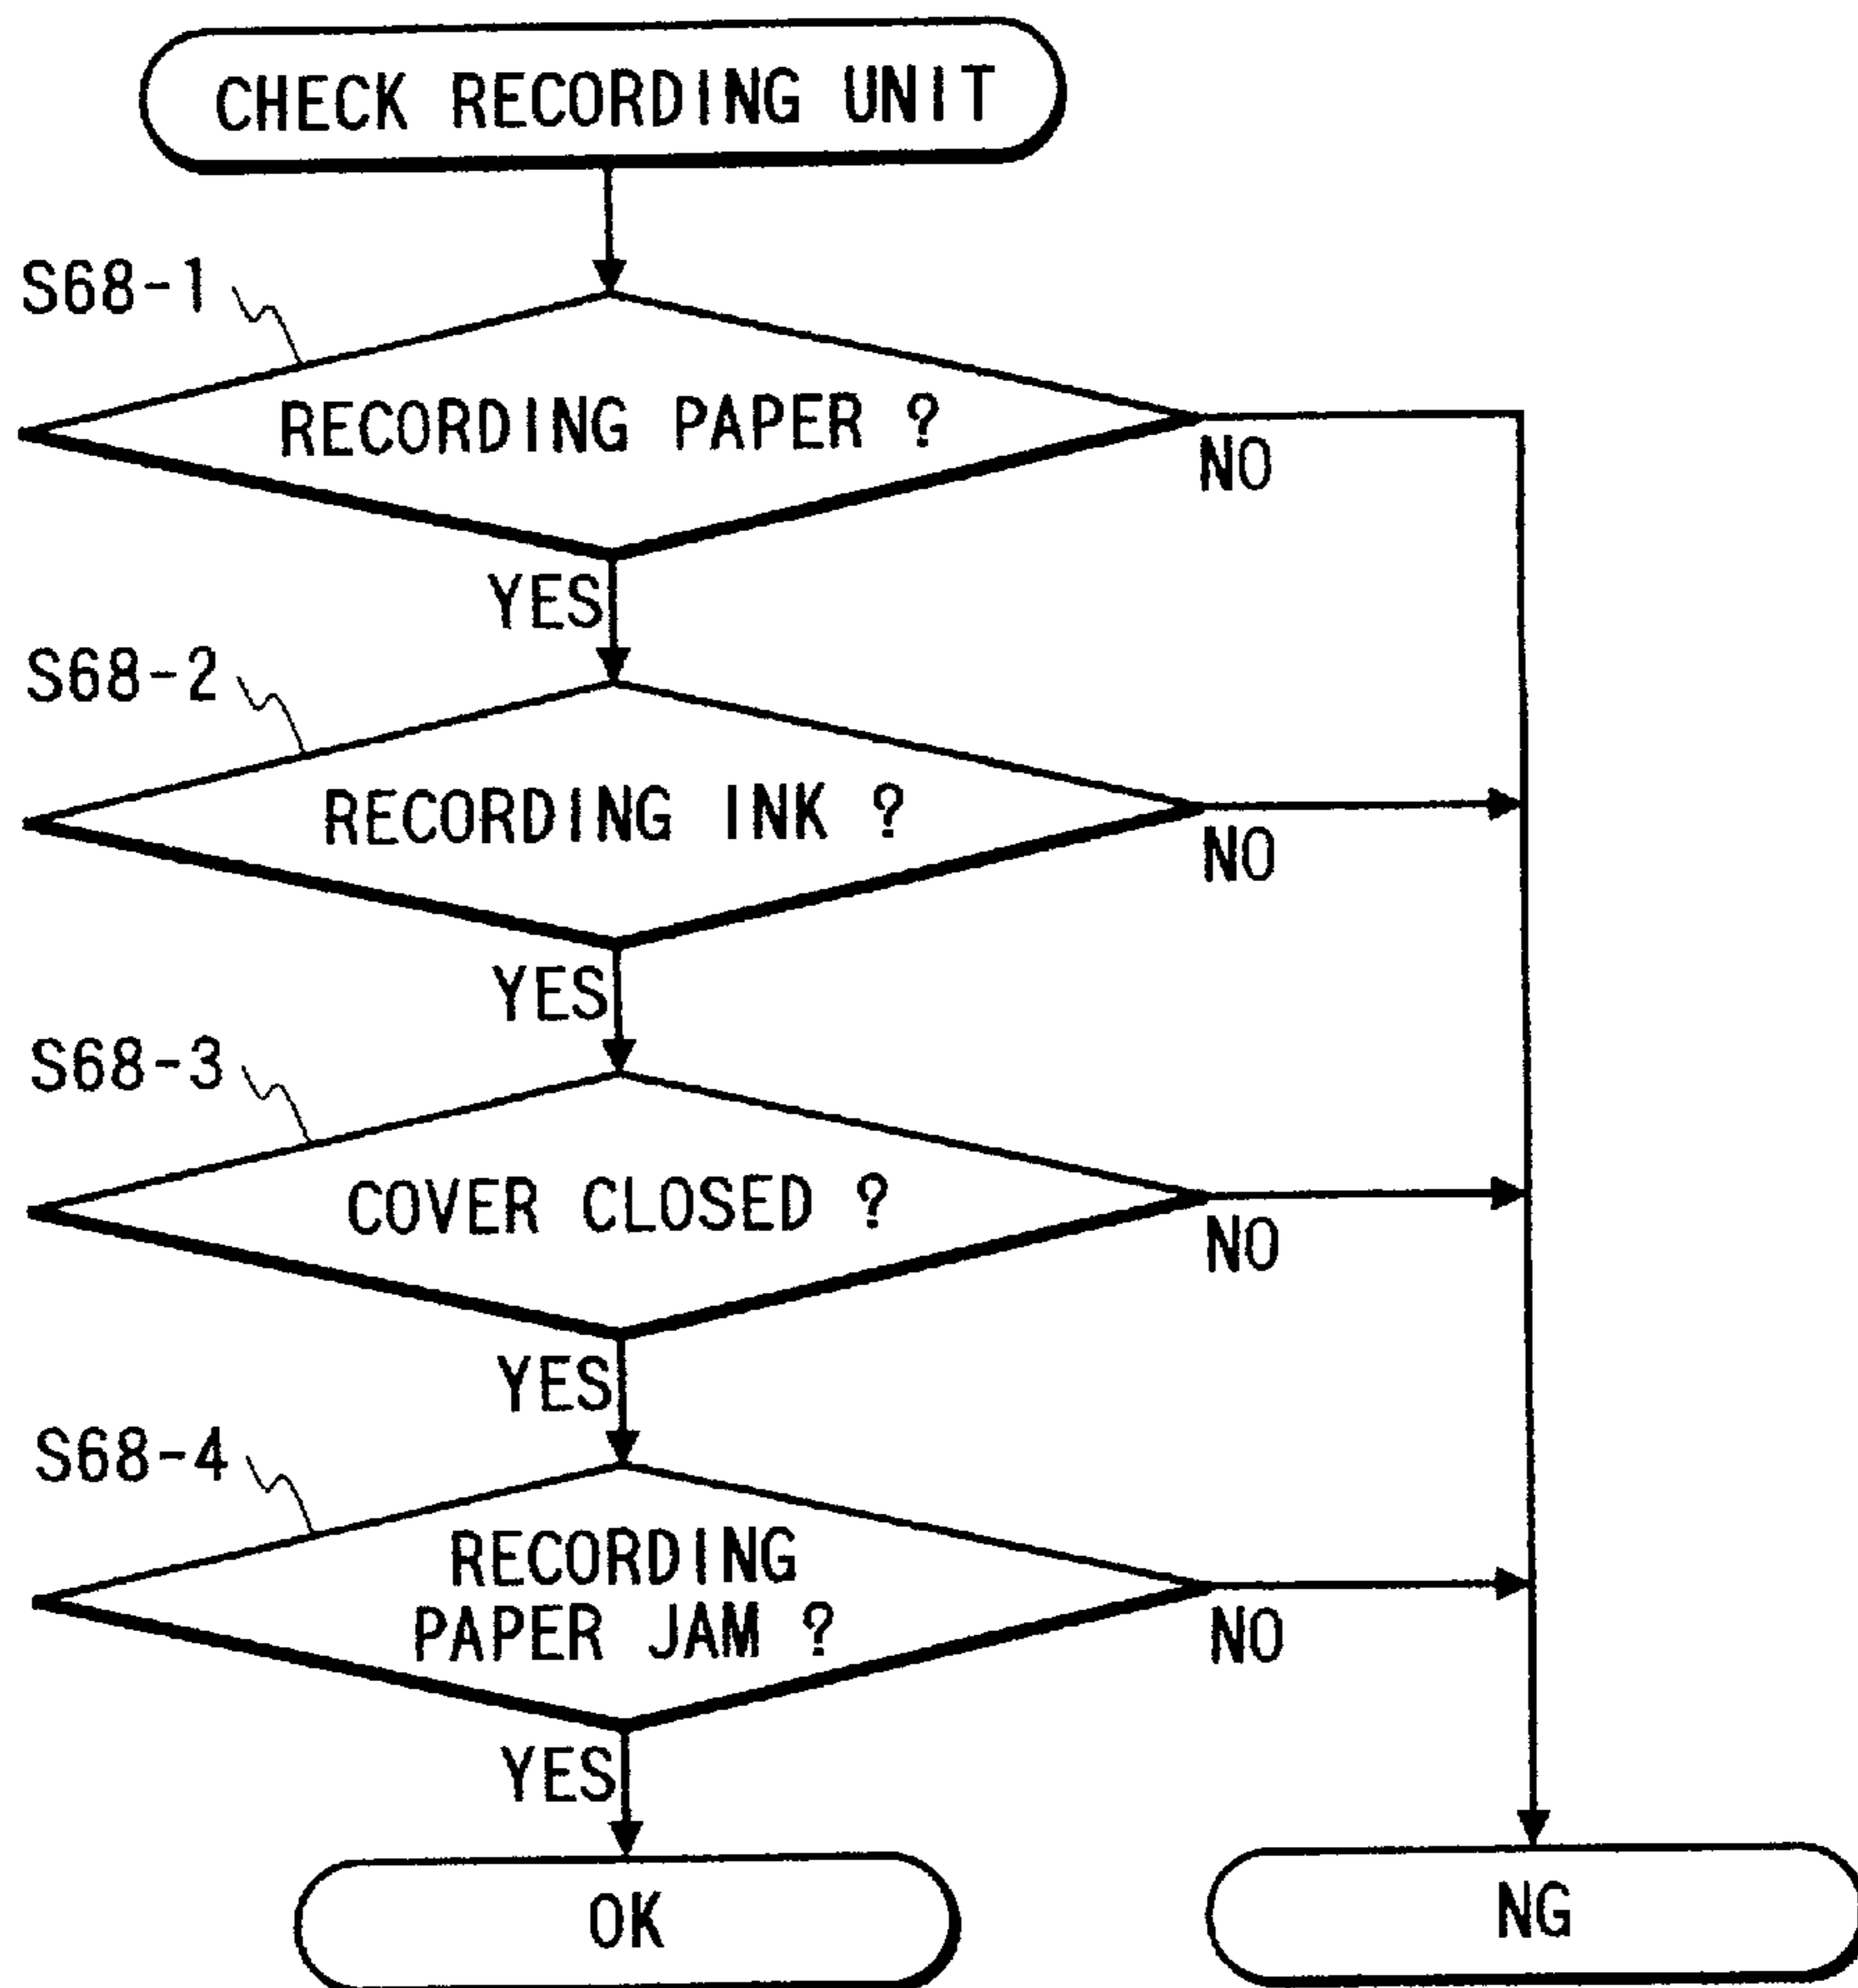 CHECK RECORDING UNIT
S68-1
RECORDING PAPER ?
NO
YES
S68-2
RECORDING INK ?
NO
YES
S68-3
COVER CLOSED ?
NO
YES
S68-4
RECORDING
PAPER JAM ?
NO
YES
OK
NG